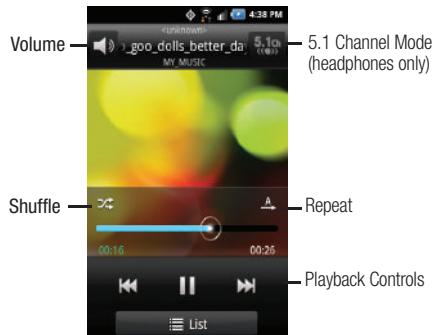 4:38 PM
<unknown>
Volume
_goo_dolls_better_da
5.1
5.1 Channel Mode
(headphones only)
MY_MUSIC
Shuffle
A
Repeat
00:16
00:26
Playback Controls
List